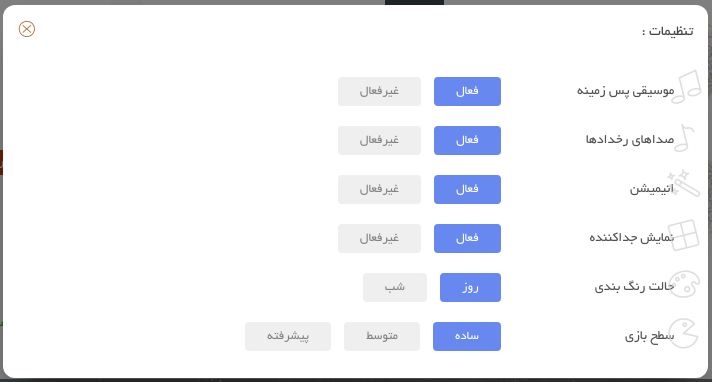 تنظیمات :
موسیقی پس زمینه فعال غیرفعال
صداهای رخدادها فعال غیرفعال
انیمیشن فعال غیرفعال
نمایش جداکننده فعال غیرفعال
حالت رنگ بندی روز شب
سطح بازی ساده متوسط پیشرفته